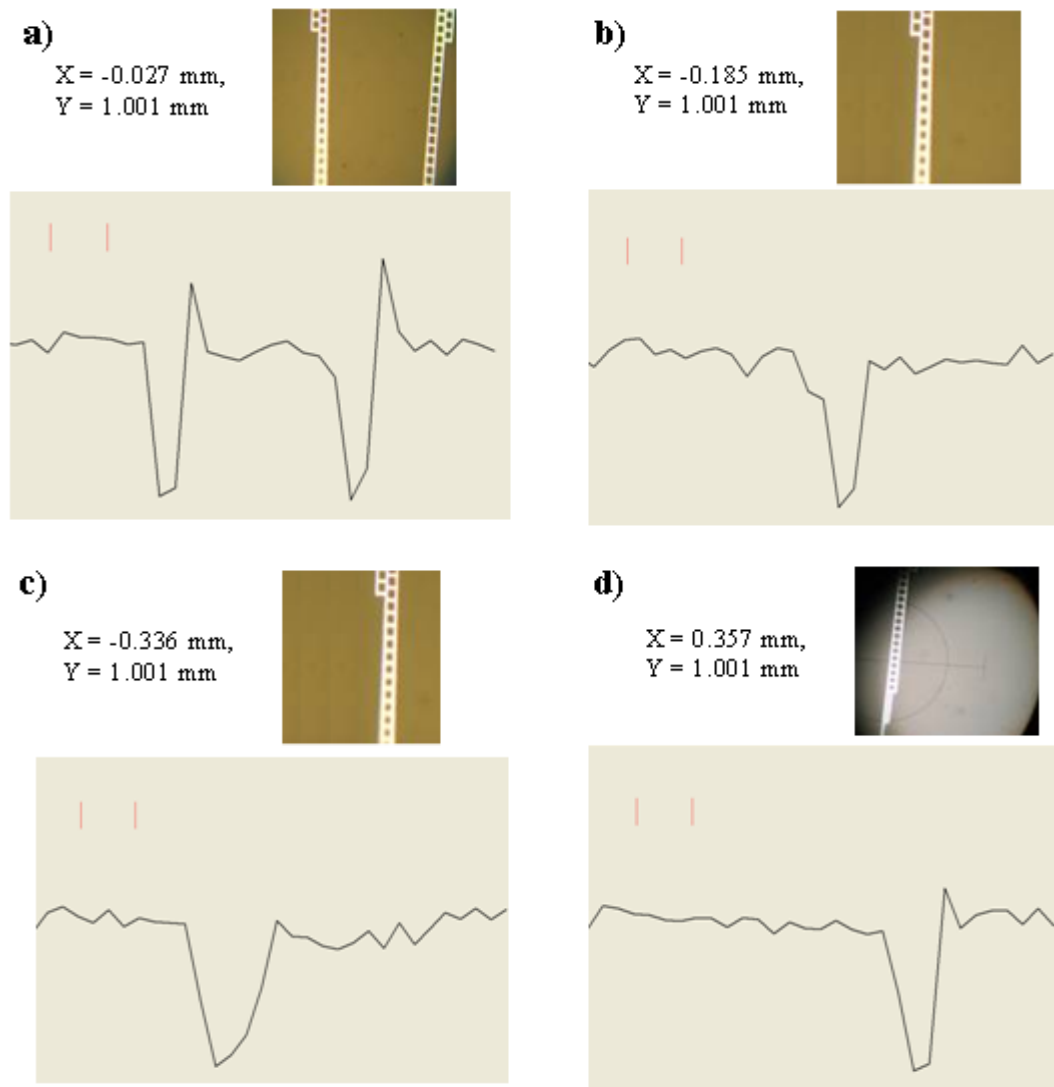 a)
X = -0.027 mm,
Y = 1.001 mm
b)
X = -0.185 mm,
Y = 1.001 mm
c)
X = -0.336 mm,
Y = 1.001 mm
d)
X = 0.357 mm,
Y = 1.001 mm